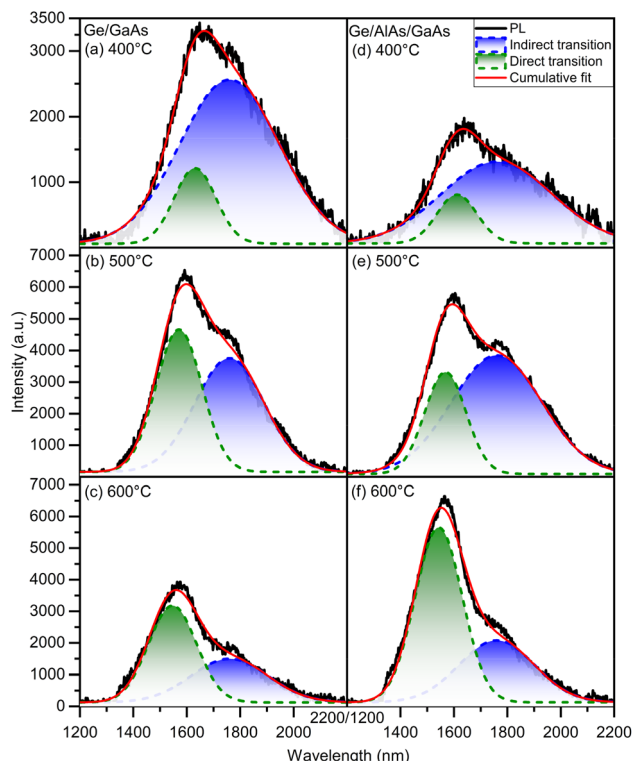 Ge/GaAs
(a) 400°C
Ge/AlAs/GaAs
(d) 400°C
PL
Indirect transition
Direct transition
Cumulative fit
3500
3000
2000
1000
(b) 500°C
(e) 500°C
7000
6000
5000
4000
3000
2000
1000
(c) 600°C
(f) 600°C
7000
6000
5000
4000
3000
2000
1000
0
Intensity (a.u.)
1200 1400 1600 1800 2000 2200/1200 1400 1600 1800 2000 2200
Wavelength (nm)